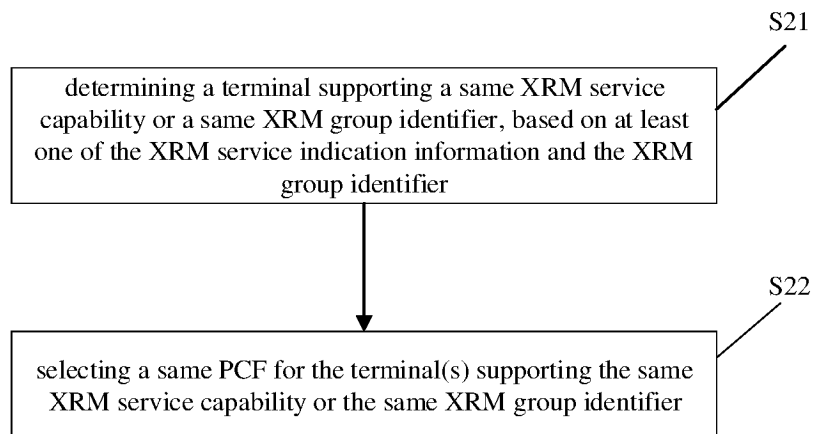 S21
determining a terminal supporting a same XRM service
capability or a same XRM group identifier, based on at least
one of the XRM service indication information and the XRM
group identifier
S22
selecting a same PCF for the terminal(s) supporting the same
XRM service capability or the same XRM group identifier